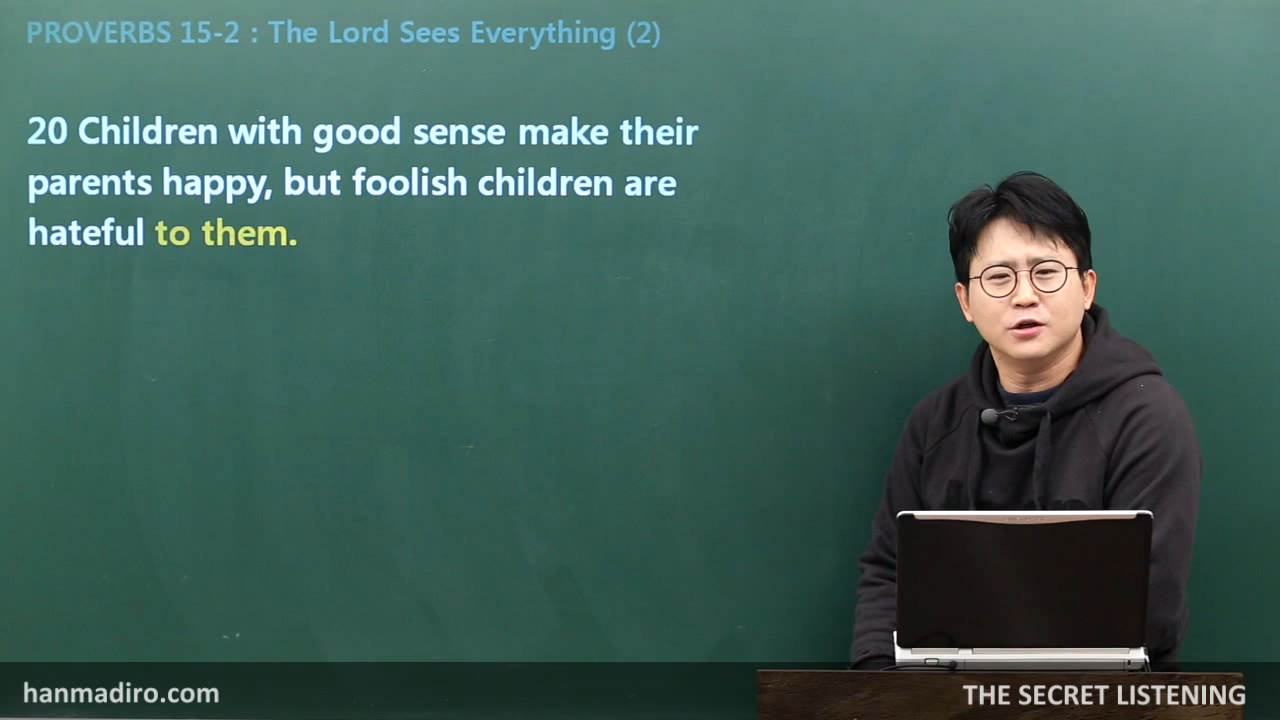 PROVERBS 15-2 : The Lord Sees Everything (2)
20 Children with good sense make their
parents happy, but foolish children are
hateful to them.
hanmadiro.com
THE SECRET LISTENING